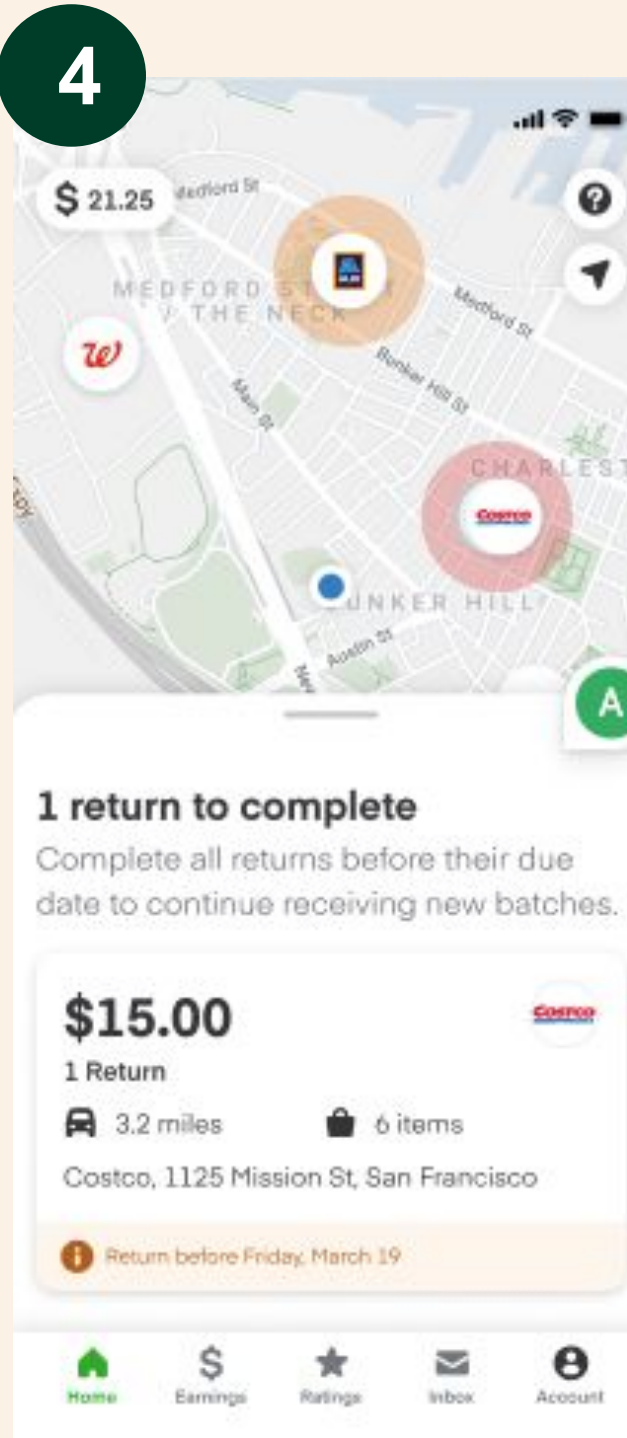 4
$ 21.25
Medford St
?
MEDFORD ST
/ THE NECK
Medford St
Bunker Hill St
Main St
CHARLEST
COSTCO
UNKER HILL
Austin St
A
1 return to complete
Complete all returns before their due
date to continue receiving new batches.
$15.00
COSTCO
1 Return
3.2 miles
6 items
Costco, 1125 Mission St, San Francisco
Return before Friday, March 19
Home
Earnings
Ratings
Inbox
Account